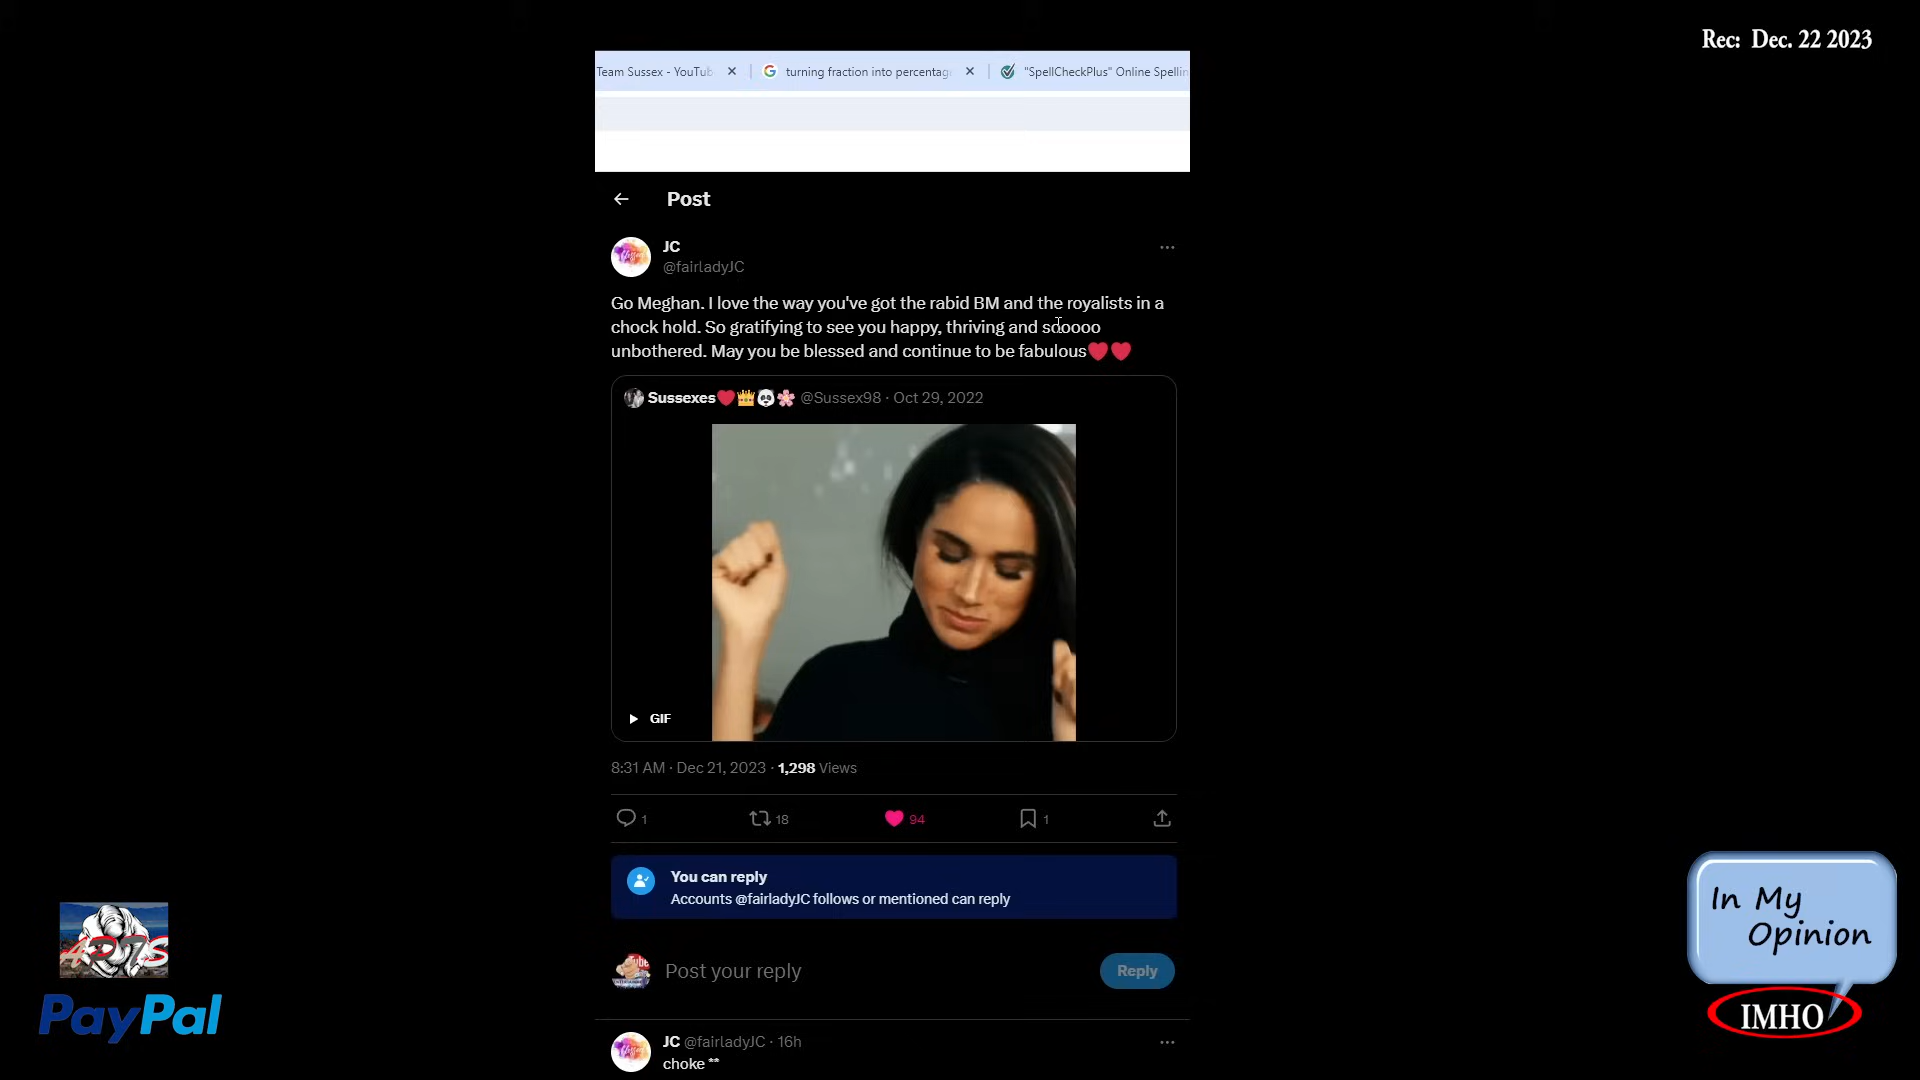 Rec: Dec. 22 2023
Team Sussex - YouTub
turning fraction into percentag
"SpellCheckPlus" Online Spellin
Post
JC
@fairladyJC
Go Meghan. I love the way you've got the rabid BM and the royalists in a
chock hold. So gratifying to see you happy, thriving and sooooo
unbothered. May you be blessed and continue to be fabulous❤️❤️
Sussexes❤️👑🐼🌸 @Sussex98 · Oct 29, 2022
GIF
8:31 AM · Dec 21, 2023 · 1,298 Views
1 18 94 1
You can reply
Accounts @fairladyJC follows or mentioned can reply
Post your reply
Reply
JC @fairladyJC · 16h
choke **
PayPal
In My
Opinion
IMHO